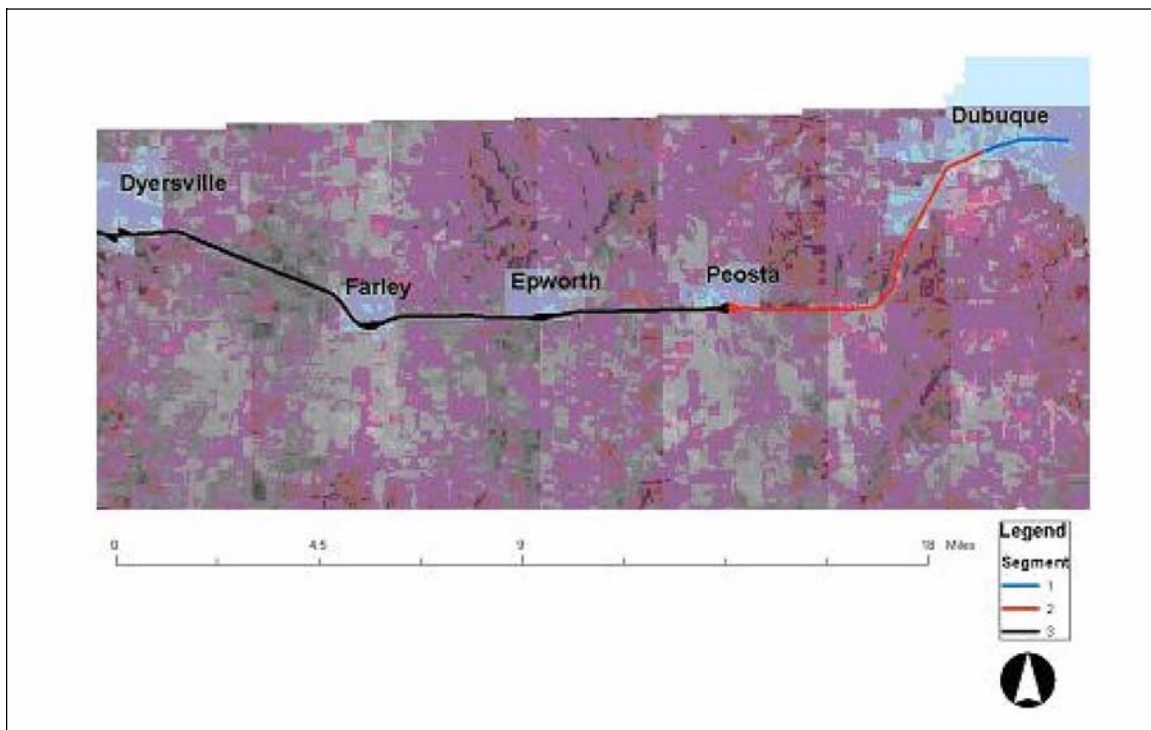 Dubuque
Dyersville
Farley
Epworth
Peosta
0 4.5 9 18 Miles
Legend
Segment
1
2
3